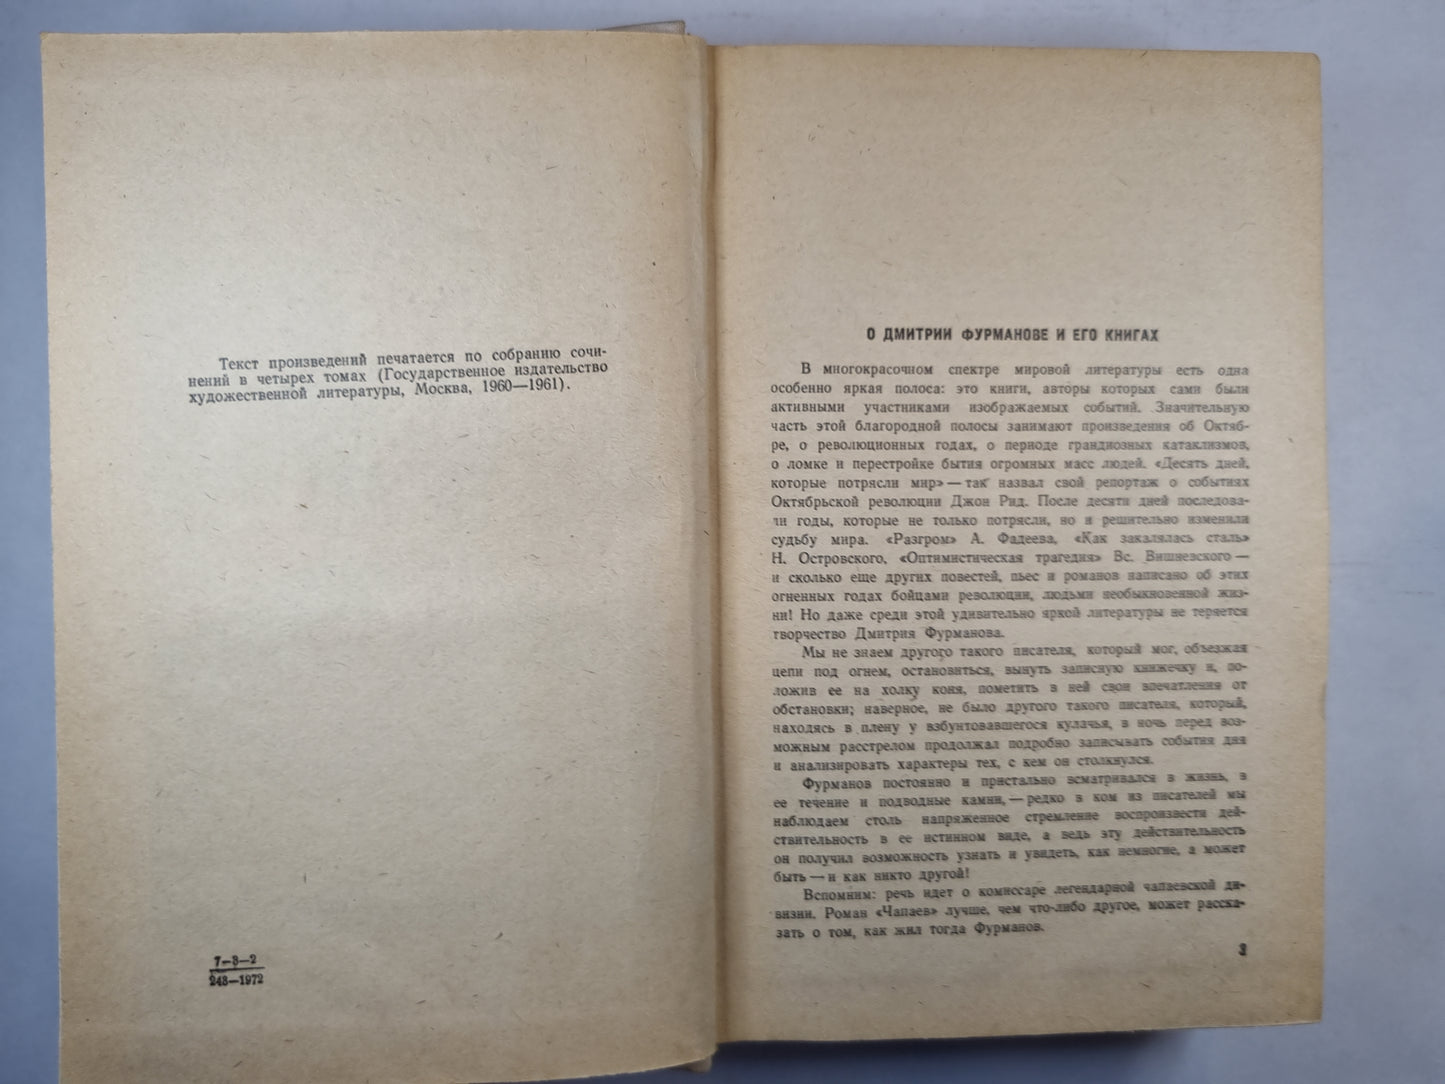 Текст произведений печатается по собранию сочи-
нений в четырех томах (Государственное издательство
художественной литературы, Москва, 1960—1961).
7—3—2
243—1972
О ДМИТРИИ ФУРМАНОВЕ И ЕГО КНИГАХ
В многокрасочном спектре мировой литературы есть одна
особенно яркая полоса: это книги, авторы которых сами были
активными участниками изображаемых событий. Значительную
часть этой благородной полосы занимают произведения об Октяб-
ре, о революционных годах, о периоде грандиозных катаклизмов,
о ломке и перестройке бытия огромных масс людей. «Десять дней,
которые потрясли мир» — так назвал свой репортаж о событиях
Октябрьской революции Джон Рид. После десяти дней последова-
ли годы, которые не только потрясли, но и решительно изменили
судьбу мира. «Разгром» А. Фадеева, «Как закалялась сталь»
Н. Островского, «Оптимистическая трагедия» Вс. Вишневского —
и сколько еще других повестей, пьес и романов написано об этих
огненных годах бойцами революции, людьми необыкновенной жиз-
ни! Но даже среди этой удивительно яркой литературы не теряется
творчество Дмитрия Фурманова.
Мы не знаем другого такого писателя, который мог, объезжая
цепи под огнем, остановиться, вынуть записную книжечку и, по-
ложив ее на холку коня, пометить в ней свои впечатления от
обстановки; наверное, не было другого такого писателя, который,
находясь в плену у взбунтовавшегося кулачья, в ночь перед воз-
можным расстрелом продолжал подробно записывать события дня
и анализировать характеры тех, с кем он столкнулся.
Фурманов постоянно и пристально всматривался в жизнь, в
ее течение и подводные камни, — редко в ком из писателей мы
наблюдаем столь напряженное стремление воспроизвести дей-
ствительность в ее истинном виде, а ведь эту действительность
он получил возможность узнать и увидеть, как немногие, а может
быть — и как никто другой!
Вспомним: речь идет о комиссаре легендарной чапаевской ди-
визии. Роман «Чапаев» лучше, чем что-либо другое, может расска-
зать о том, как жил тогда Фурманов.
3